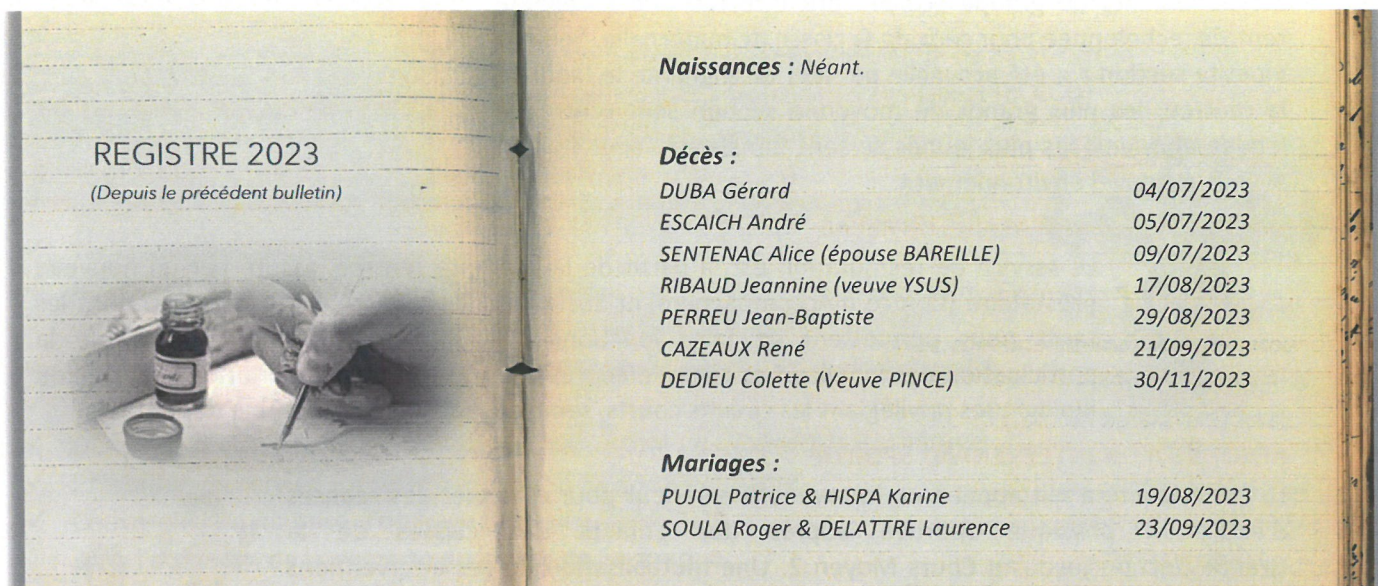 REGISTRE 2023
(Depuis le précédent bulletin)
Naissances : Néant.
Décès :
DUBA Gérard 04/07/2023
ESCAICH André 05/07/2023
SENTENAC Alice (épouse BAREILLE) 09/07/2023
RIBAUD Jeannine (veuve YSUS) 17/08/2023
PERREU Jean-Baptiste 29/08/2023
CAZEAUX René 21/09/2023
DEDIEU Colette (Veuve PINCE) 30/11/2023
Mariages :
PUJOL Patrice & HISPA Karine 19/08/2023
SOULA Roger & DELATTRE Laurence 23/09/2023